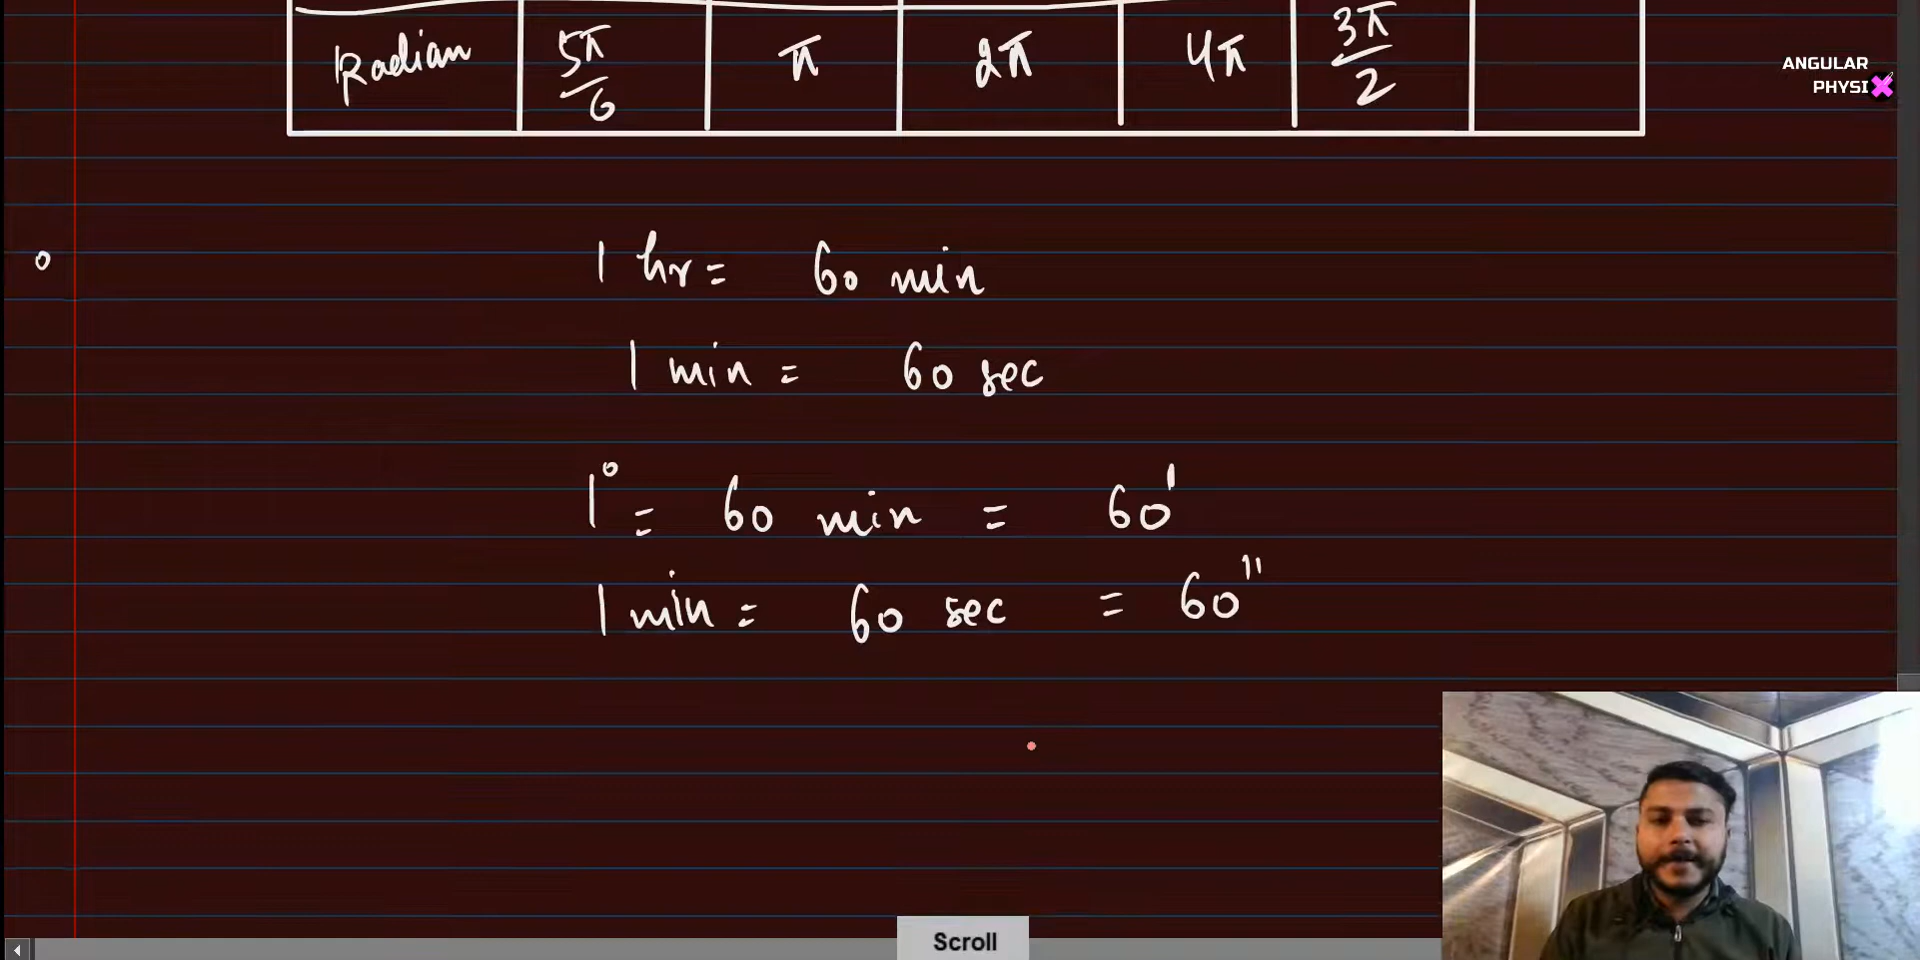 Radian 5π/6 π 2π 4π 3π/2
ANGULAR
PHYSIX
1 hr = 60 min
1 min = 60 sec
1° = 60 min = 60'
1 min = 60 sec = 60''
Scroll